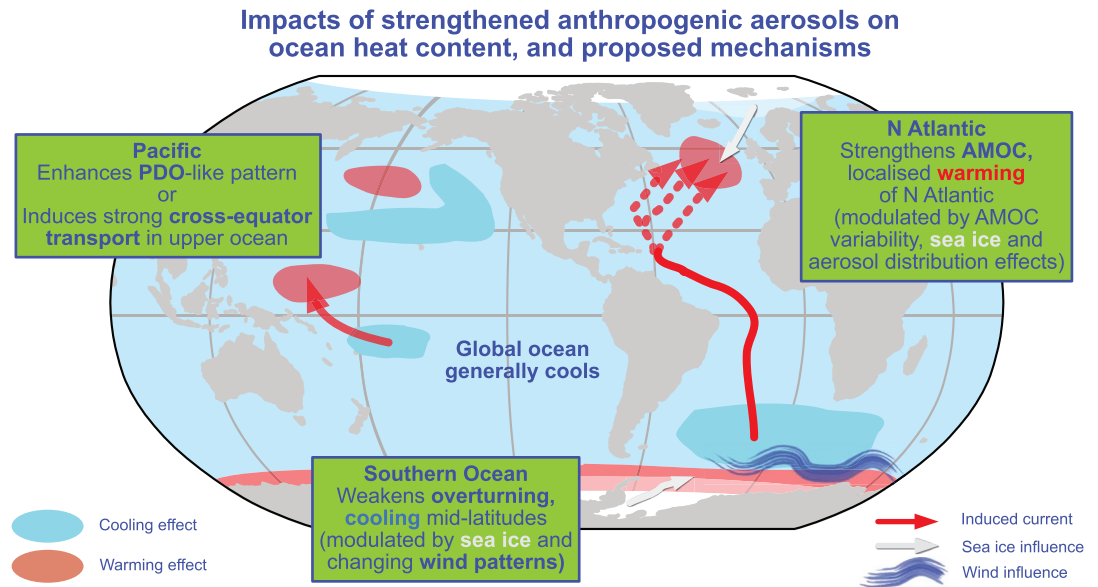 Impacts of strengthened anthropogenic aerosols on
ocean heat content, and proposed mechanisms
Pacific
Enhances PDO-like pattern
or
Induces strong cross-equator
transport in upper ocean
N Atlantic
Strengthens AMOC,
localised warming
of N Atlantic
(modulated by AMOC
variability, sea ice and
aerosol distribution effects)
Global ocean
generally cools
Southern Ocean
Weakens overturning,
cooling mid-latitudes
(modulated by sea ice and
changing wind patterns)
Cooling effect
Warming effect
Induced current
Sea ice influence
Wind influence